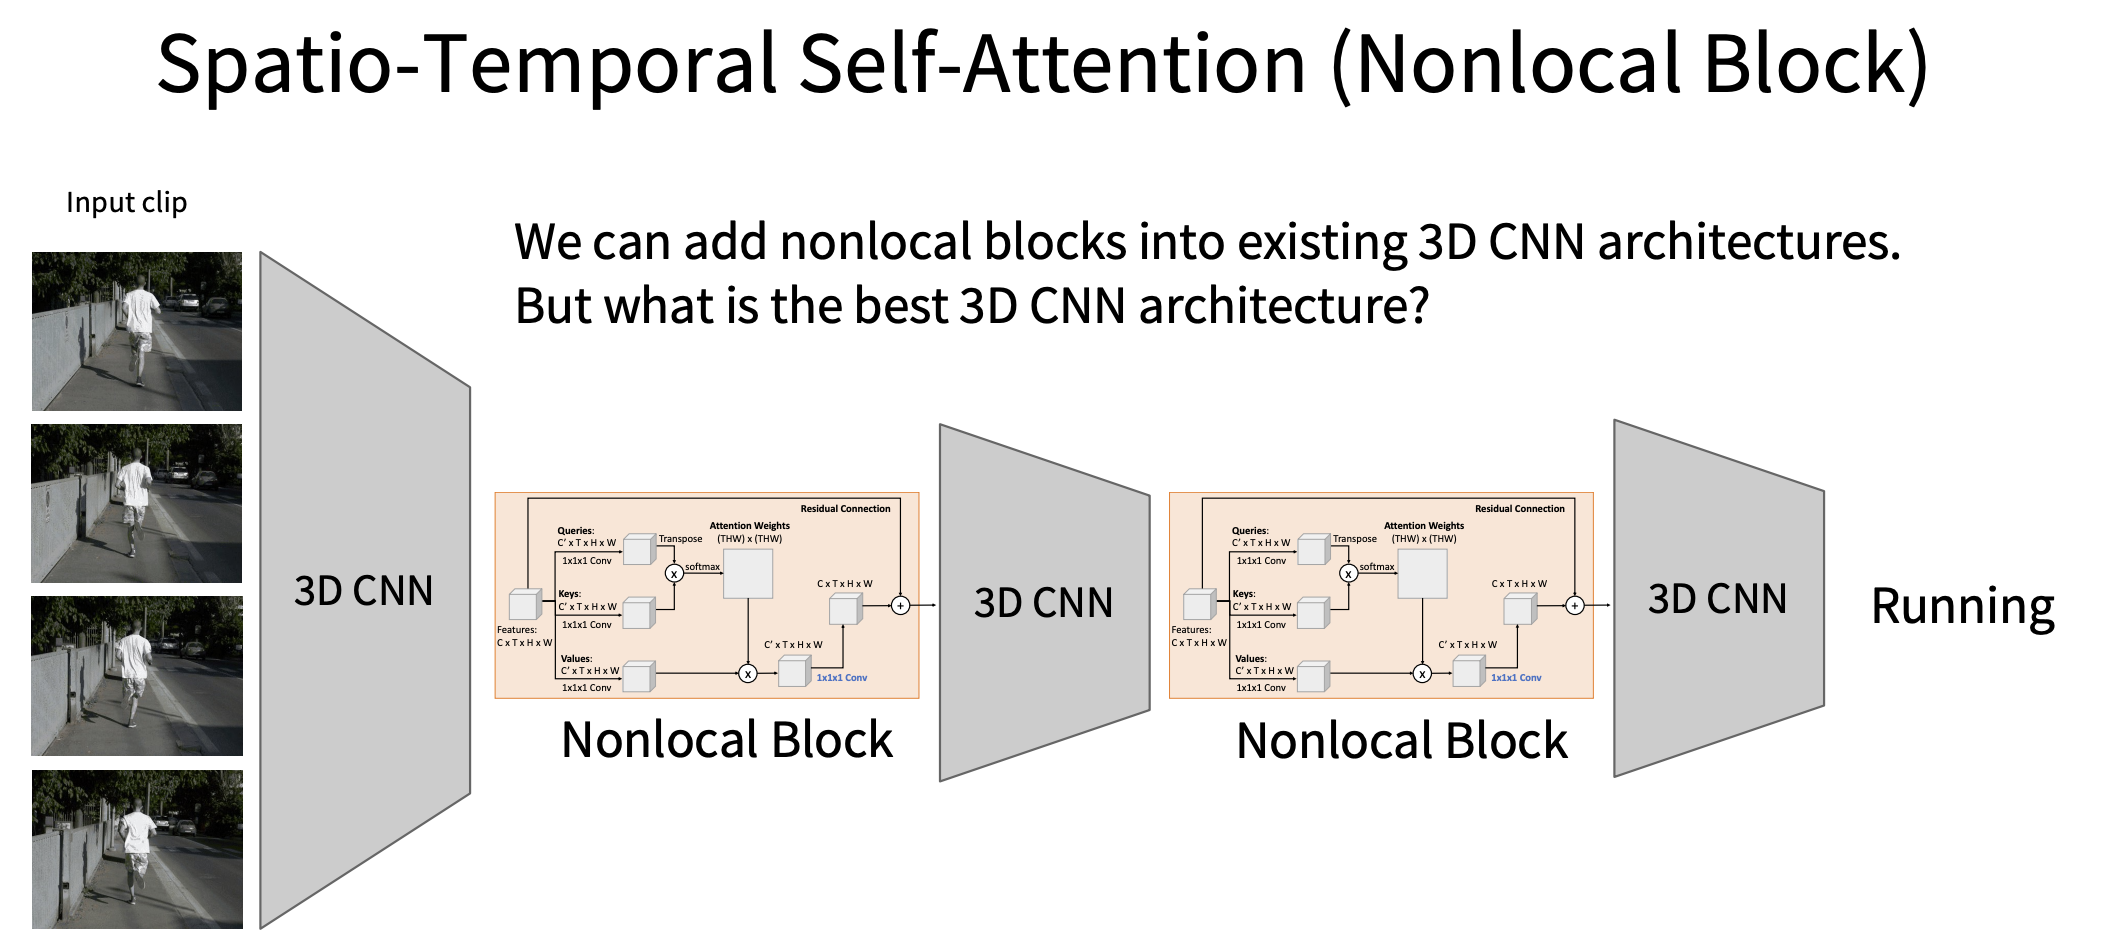 Spatio-Temporal Self-Attention (Nonlocal Block)
Input clip
We can add nonlocal blocks into existing 3D CNN architectures.
But what is the best 3D CNN architecture?
3D CNN
Residual Connection
Queries:
C’ x T x H x W
1x1x1 Conv
Transpose
Attention Weights
(THW) x (THW)
x
softmax
Keys:
C’ x T x H x W
1x1x1 Conv
Features:
C x T x H x W
Values:
C’ x T x H x W
1x1x1 Conv
x
C’ x T x H x W
1x1x1 Conv
C x T x H x W
+
Nonlocal Block
3D CNN
Residual Connection
Queries:
C’ x T x H x W
1x1x1 Conv
Transpose
Attention Weights
(THW) x (THW)
x
softmax
Keys:
C’ x T x H x W
1x1x1 Conv
Features:
C x T x H x W
Values:
C’ x T x H x W
1x1x1 Conv
x
C’ x T x H x W
1x1x1 Conv
C x T x H x W
+
Nonlocal Block
3D CNN
Running